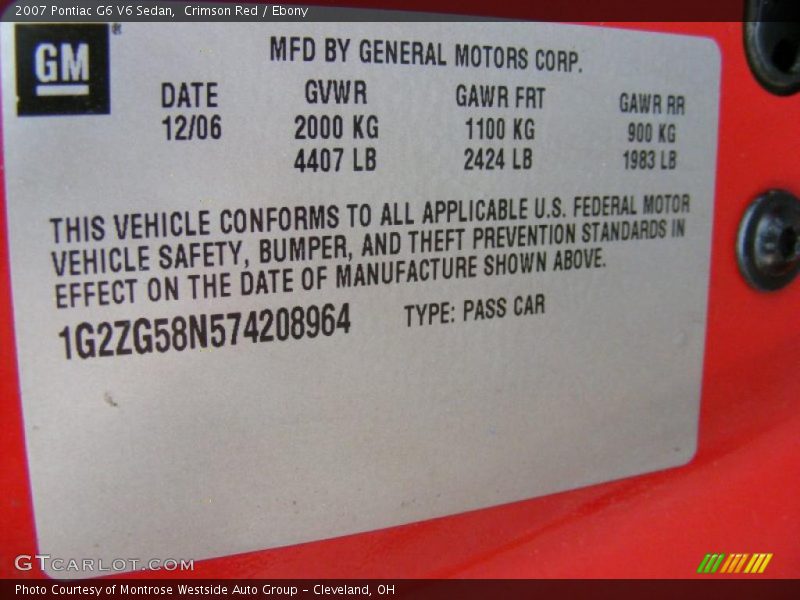 2007 Pontiac G6 V6 Sedan,  Crimson Red / Ebony
GM ®
MFD BY GENERAL MOTORS CORP.
DATE GVWR GAWR FRT GAWR RR
12/06 2000 KG 1100 KG 900 KG
4407 LB 2424 LB 1983 LB
THIS VEHICLE CONFORMS TO ALL APPLICABLE U.S. FEDERAL MOTOR
VEHICLE SAFETY, BUMPER, AND THEFT PREVENTION STANDARDS IN
EFFECT ON THE DATE OF MANUFACTURE SHOWN ABOVE.
1G2ZG58N574208964 TYPE: PASS CAR
GTCARLOT.COM
Photo Courtesy of Montrose Westside Auto Group - Cleveland, OH